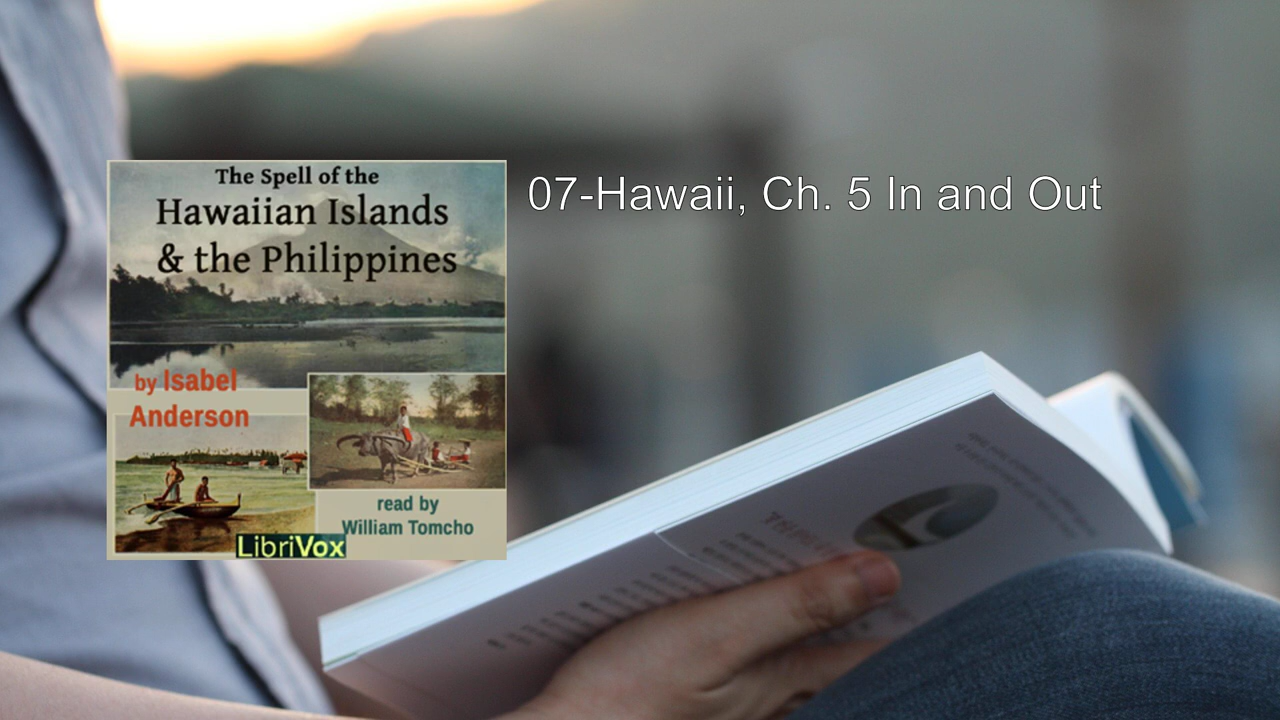 The Spell of the
Hawaiian Islands
& the Philippines
by Isabel
Anderson
read by
William Tomcho
LibriVox
07-Hawaii, Ch. 5 In and Out